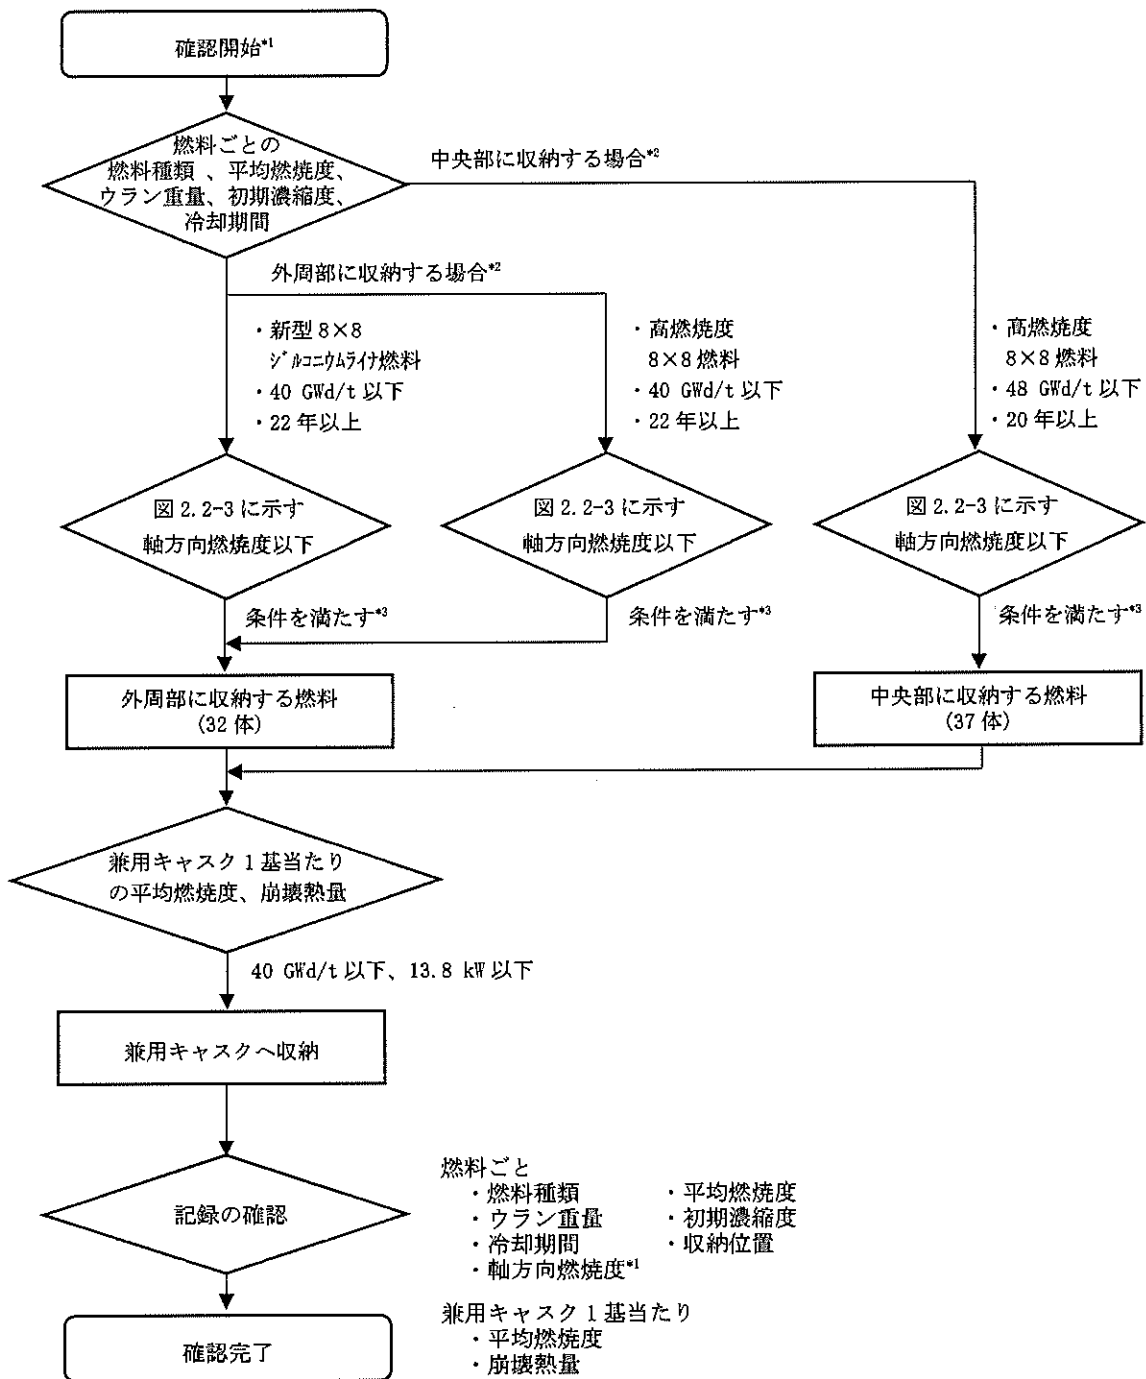 確認開始*1
燃料ごとの
燃料種類 、平均燃焼度、
ウラン重量、初期濃縮度、
冷却期間
中央部に収納する場合*2
外周部に収納する場合*2
・新型 8×8
ジルコニウムライナ燃料
・40 GWd/t 以下
・22 年以上
・高燃焼度
8×8 燃料
・40 GWd/t 以下
・22 年以上
・高燃焼度
8×8 燃料
・48 GWd/t 以下
・20 年以上
図 2.2-3 に示す
軸方向燃焼度以下
図 2.2-3 に示す
軸方向燃焼度以下
図 2.2-3 に示す
軸方向燃焼度以下
条件を満たす*3
条件を満たす*3
条件を満たす*3
外周部に収納する燃料
(32 体)
中央部に収納する燃料
(37 体)
兼用キャスク 1 基当たり
の平均燃焼度、崩壊熱量
40 GWd/t 以下、13.8 kW 以下
兼用キャスクへ収納
記録の確認
燃料ごと
・燃料種類 ・平均燃焼度
・ウラン重量 ・初期濃縮度
・冷却期間 ・収納位置
・軸方向燃焼度*1
確認完了
兼用キャスク 1 基当たり
・平均燃焼度
・崩壊熱量